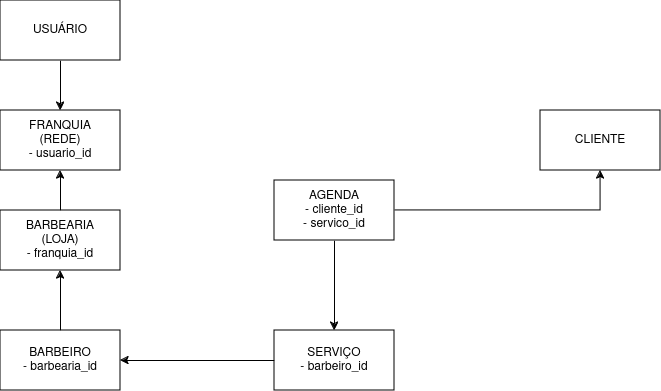 USUÁRIO
FRANQUIA
(REDE)
- usuario_id
CLIENTE
AGENDA
- cliente_id
- servico_id
BARBEARIA
(LOJA)
- franquia_id
BARBEIRO
- barbearia_id
SERVIÇO
- barbeiro_id